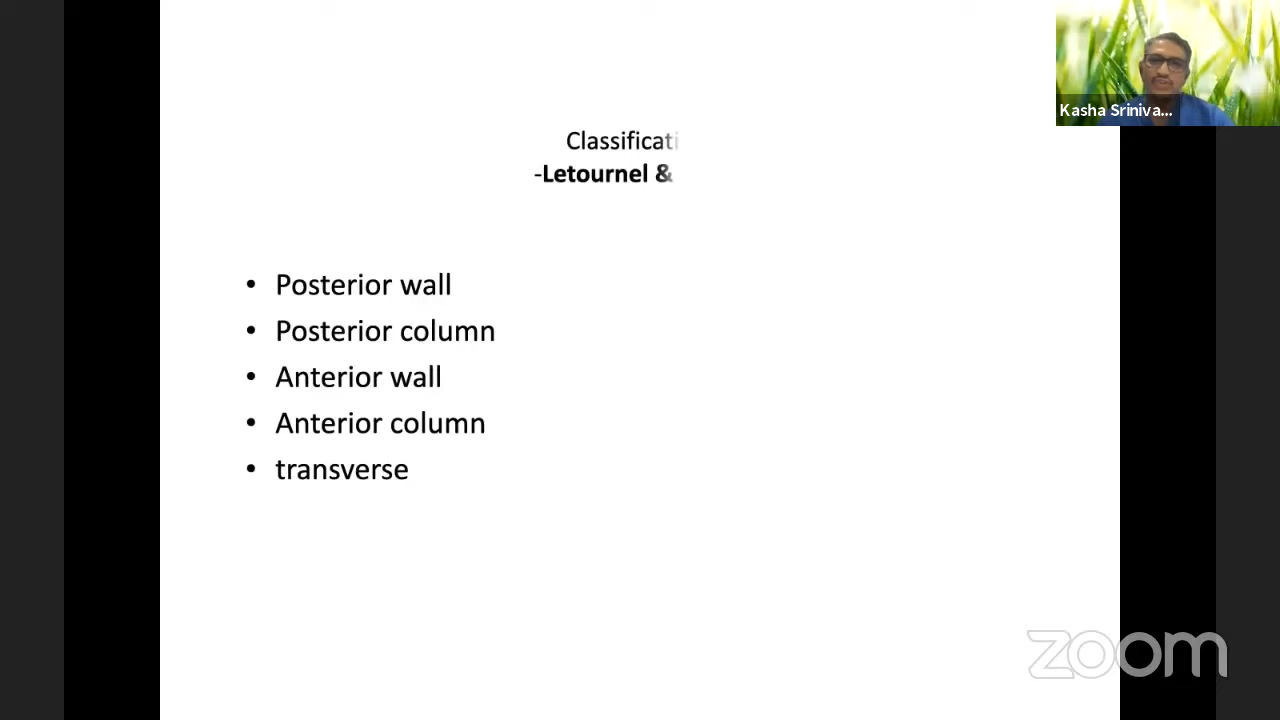 Classificati
-Letournel &
• Posterior wall
• Posterior column
• Anterior wall
• Anterior column
• transverse
Kasha Sriniva...
zoom